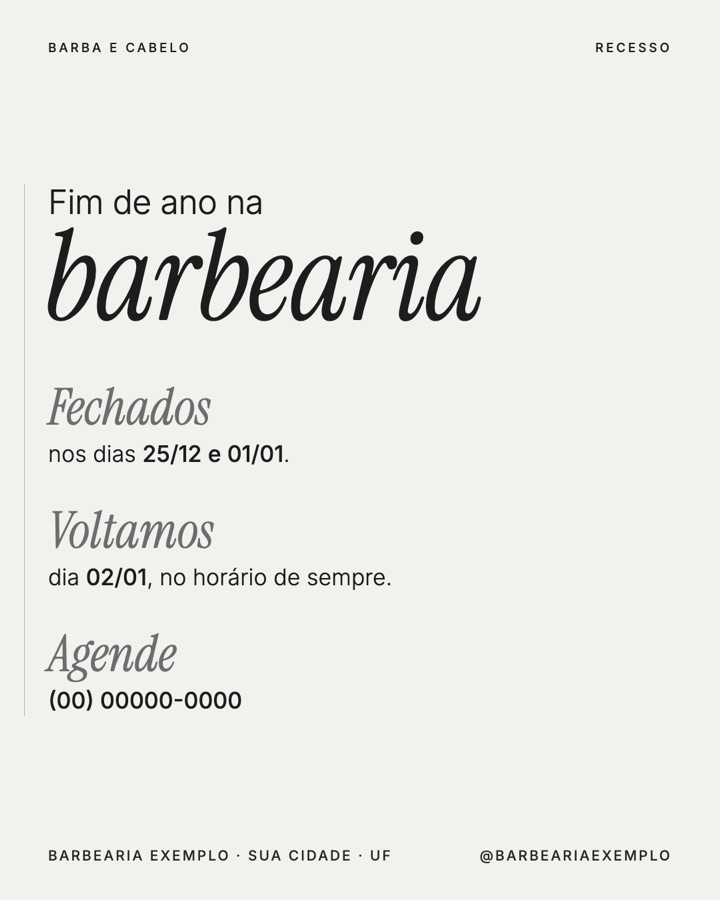 BARBA E CABELO
RECESSO
Fim de ano na
barbearia
Fechados
nos dias 25/12 e 01/01.
Voltamos
dia 02/01, no horário de sempre.
Agende
(00) 00000-0000
BARBEARIA EXEMPLO · SUA CIDADE · UF
@BARBEARIAEXEMPLO